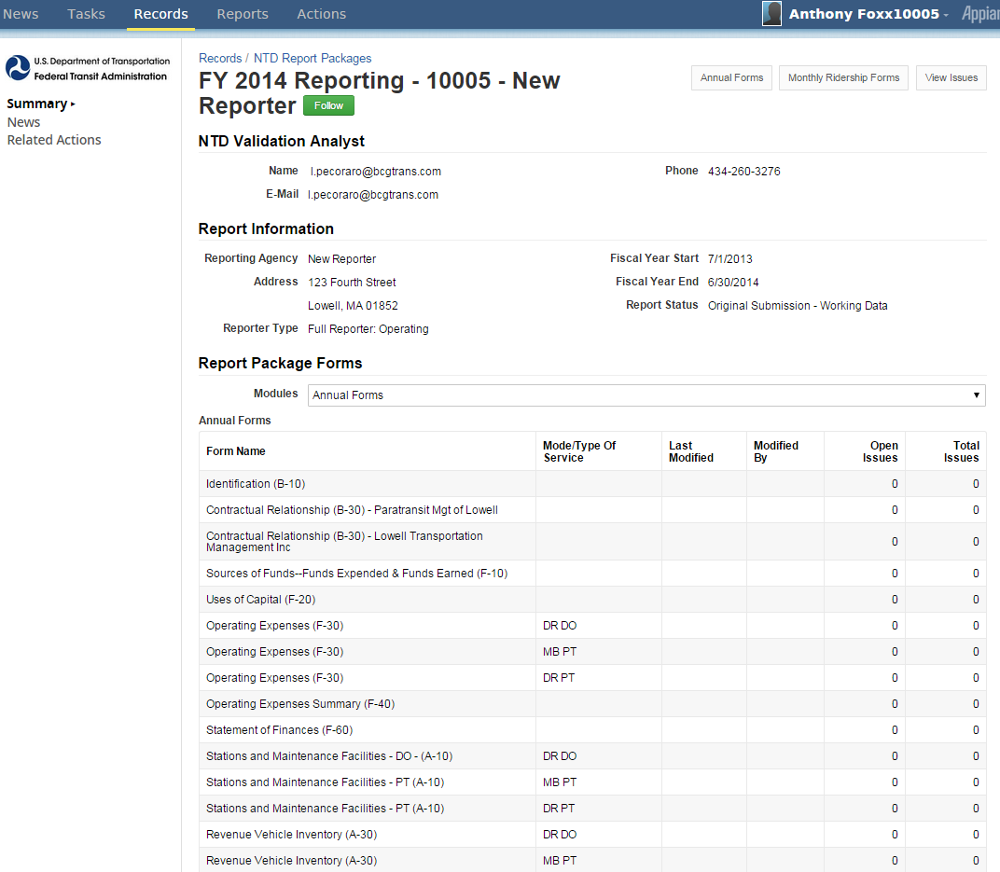 News Tasks Records Reports Actions Anthony Foxx10005 Appian
U.S. Department of Transportation
Federal Transit Administration
Summary
News
Related Actions
Records / NTD Report Packages
FY 2014 Reporting - 10005 - New
Reporter Follow
Annual Forms Monthly Ridership Forms View Issues
NTD Validation Analyst
Name l.pecoraro@bcgtrans.com Phone 434-260-3276
E-Mail l.pecoraro@bcgtrans.com
Report Information
Reporting Agency New Reporter Fiscal Year Start 7/1/2013
Address 123 Fourth Street Fiscal Year End 6/30/2014
Lowell, MA 01852 Report Status Original Submission - Working Data
Reporter Type Full Reporter: Operating
Report Package Forms
Modules Annual Forms
Annual Forms
Form Name Mode/Type Of Service Last Modified Modified By Open Issues Total Issues
Identification (B-10) 0 0
Contractual Relationship (B-30) - Paratransit Mgt of Lowell 0 0
Contractual Relationship (B-30) - Lowell Transportation
Management Inc 0 0
Sources of Funds--Funds Expended & Funds Earned (F-10) 0 0
Uses of Capital (F-20) 0 0
Operating Expenses (F-30) DR DO 0 0
Operating Expenses (F-30) MB PT 0 0
Operating Expenses (F-30) DR PT 0 0
Operating Expenses Summary (F-40) 0 0
Statement of Finances (F-60) 0 0
Stations and Maintenance Facilities - DO - (A-10) DR DO 0 0
Stations and Maintenance Facilities - PT (A-10) MB PT 0 0
Stations and Maintenance Facilities - PT (A-10) DR PT 0 0
Revenue Vehicle Inventory (A-30) DR DO 0 0
Revenue Vehicle Inventory (A-30) MB PT 0 0